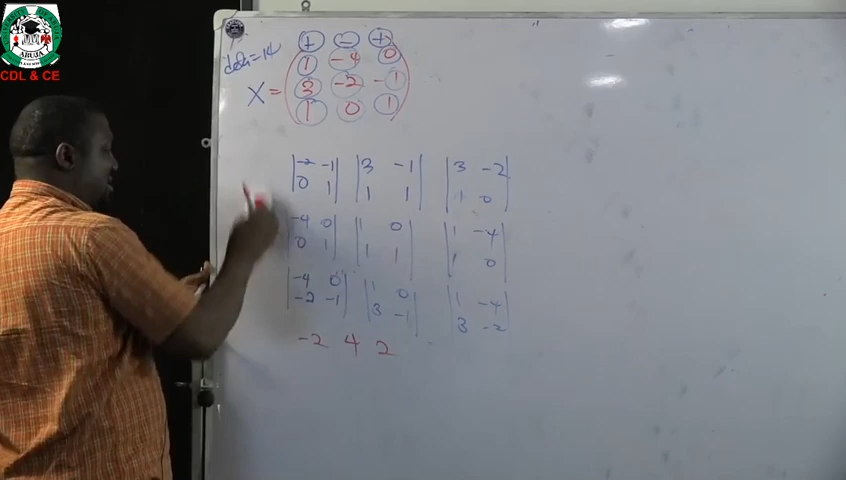 ABUJA
CDL & CE
+ − +
det = 14
1 -4 0
X = 3 -2 -1
1 0 1
|-2 -1| |3 -1| |3 -2|
|0 1| |1 1| |1 0|
|-4 0| |1 0| |1 -4|
|0 1| |1 1| |1 0|
|-4 0| |1 0| |1 -4|
|-2 -1| |3 -1| |3 -2|
-2 4 2